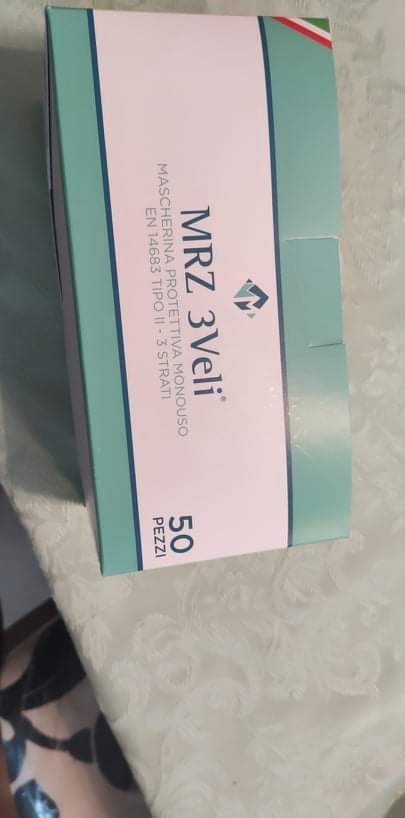 MRZ 3Veli®
MASCHERINA PROTETTIVA MONOUSO
EN 14683 TIPO II - 3 STRATI
50
PEZZI